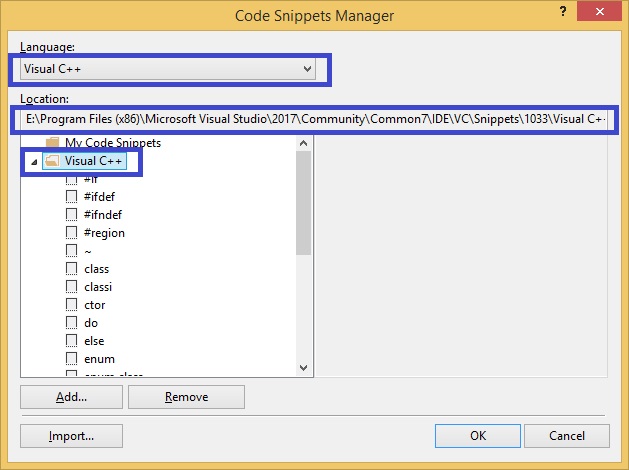 Code Snippets Manager
?
Language:
Visual C++
Location:
E:\Program Files (x86)\Microsoft Visual Studio\2017\Community\Common7\IDE\VC\Snippets\1033\Visual C+
My Code Snippets
Visual C++
#if
#ifdef
#ifndef
#region
~
class
classi
ctor
do
else
enum
enum class
Add...
Remove
Import...
OK
Cancel